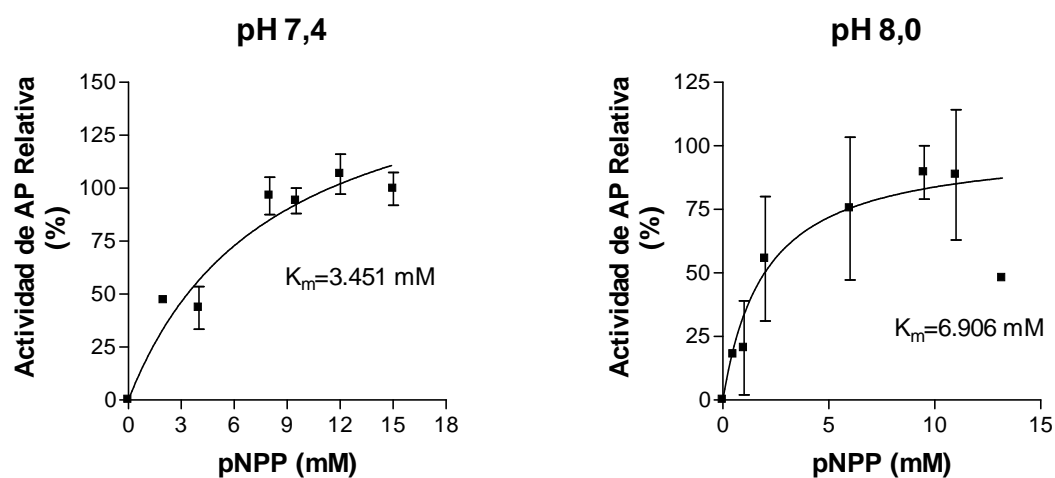 pH 7,4
Actividad de AP Relativa
(%)
150
125
100
75
50
25
0
0 3 6 9 12 15 18
pNPP (mM)
Km=3.451 mM
pH 8,0
Actividad de AP Relativa
(%)
125
100
75
50
25
0
0 5 10 15
pNPP (mM)
Km=6.906 mM